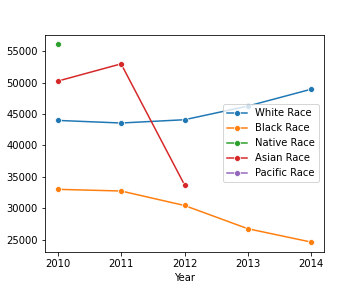 55000
50000
45000
40000
35000
30000
25000
White Race
Black Race
Native Race
Asian Race
Pacific Race
2010 2011 2012 2013 2014
Year